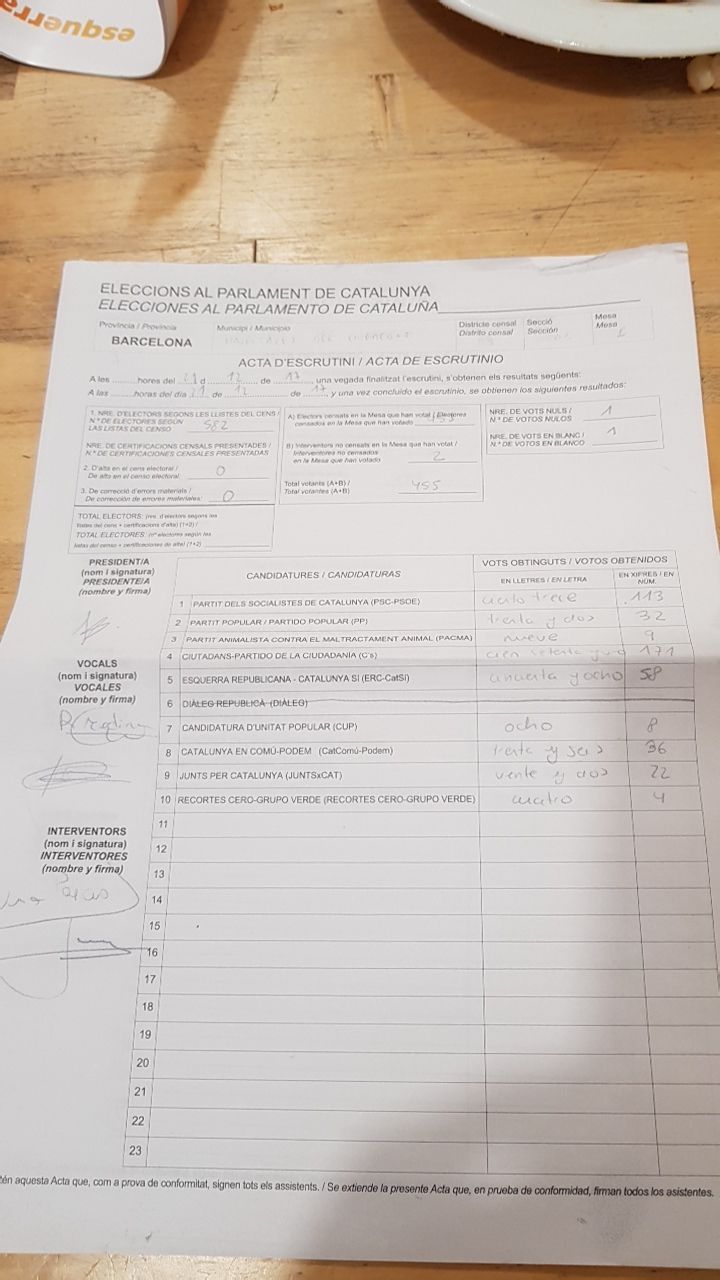 esquerra
ELECCIONS AL PARLAMENT DE CATALUNYA
ELECCIONES AL PARLAMENTO DE CATALUÑA
Província / Provincia Municipi / Municipio Districte censal Secció Mesa
Distrito censal Sección Mesa
BARCELONA 1
ACTA D'ESCRUTINI / ACTA DE ESCRUTINIO
A les ........ hores del 21 d 12 de 17 una vegada finalitzat l'escrutini, s'obtenen els resultats següents:
A las ........ horas del día 21 de 12 de 17, y una vez concluido el escrutinio, se obtienen los siguientes resultados:
1. NRE. D'ELECTORS SEGONS LES LLISTES DEL CENS /
N.º DE ELECTORES SEGÚN
LAS LISTAS DEL CENSO 582
NRE. DE CERTIFICACIONS CENSALS PRESENTADES /
N.º DE CERTIFICACIONES CENSALES PRESENTADAS
2. D'alta en el cens electoral /
De alta en el censo electoral: 0
3. De correcció d'errors materials /
De corrección de errores materiales: 0
TOTAL ELECTORS: (nre. d'electors segons les
llistes del cens + certificacions d'alta) (1+2) /
TOTAL ELECTORES: (nº electores según las
listas del censo + certificaciones de alta) (1+2)
A) Electors censats en la Mesa que han votat / Electores
censados en la Mesa que han votado 453
B) Interventors no censats en la Mesa que han votat /
Interventores no censados
en la Mesa que han votado 2
Total votants (A+B) /
Total votantes (A+B) 455
NRE. DE VOTS NULS /
N.º DE VOTOS NULOS 1
NRE. DE VOTS EN BLANC /
N.º DE VOTOS EN BLANCO 1
PRESIDENT/A
(nom i signatura)
PRESIDENTE/A
(nombre y firma)
VOCALS
(nom i signatura)
VOCALES
(nombre y firma)
INTERVENTORS
(nom i signatura)
INTERVENTORES
(nombre y firma)
CANDIDATURES / CANDIDATURAS VOTS OBTINGUTS / VOTOS OBTENIDOS
EN LLETRES / EN LETRA EN XIFRES / EN NÚM.
1 PARTIT DELS SOCIALISTES DE CATALUNYA (PSC-PSOE) ciento trece 113
2 PARTIT POPULAR / PARTIDO POPULAR (PP) trenta y dos 32
3 PARTIT ANIMALISTA CONTRA EL MALTRACTAMENT ANIMAL (PACMA) nueve 9
4 CIUTADANS-PARTIDO DE LA CIUDADANÍA (C's) cien setenta y uno 171
5 ESQUERRA REPUBLICANA - CATALUNYA SÍ (ERC-CatSí) cincuenta y ocho 58
6 DIÀLEG REPUBLICÀ (DIÀLEG)
7 CANDIDATURA D'UNITAT POPULAR (CUP) ocho 8
8 CATALUNYA EN COMÚ-PODEM (CatComú-Podem) trenta y seis 36
9 JUNTS PER CATALUNYA (JUNTSxCAT) vente y dos 22
10 RECORTES CERO-GRUPO VERDE (RECORTES CERO-GRUPO VERDE) cuatro 4
11
12
13
14
15
16
17
18
19
20
21
22
23
tén aquesta Acta que, com a prova de conformitat, signen tots els assistents. / Se extiende la presente Acta que, en prueba de conformidad, firman todos los asistentes.